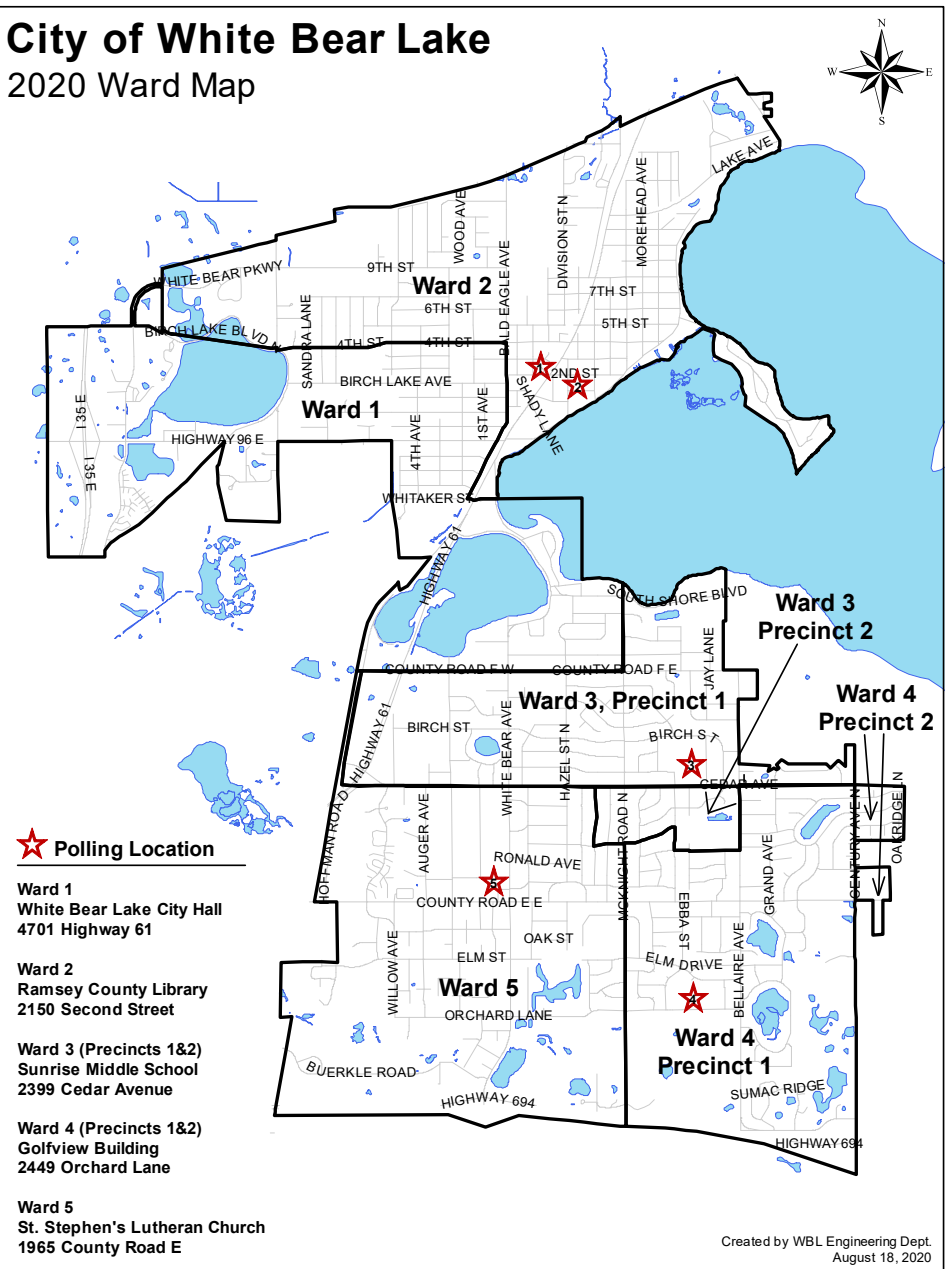 City of White Bear Lake
2020 Ward Map
N
W
E
S
LAKE AVE
MOREHEAD AVE
WOOD AVE
DIVISION ST N
BALD EAGLE AVE
WHITE BEAR PKWY
9TH ST
Ward 2
7TH ST
6TH ST
5TH ST
SANDRA LANE
BIRCH LAKE BLVD N
4TH ST
4TH ST
1
2ND ST
2
BIRCH LAKE AVE
SHADY LANE
I 35 E
Ward 1
1ST AVE
4TH AVE
HIGHWAY 96 E
I 35 E
WHITAKER ST
HIGHWAY 61
SOUTH SHORE BLVD
Ward 3
Precinct 2
JAY LANE
COUNTY ROAD F W
COUNTY ROAD F E
Ward 4
Precinct 2
Ward 3, Precinct 1
HIGHWAY 61
BIRCH ST
WHITE BEAR AVE
HAZEL ST N
BIRCH ST
3
CEDAR AVE
HOFFMAN ROAD
AUGER AVE
MCKNIGHT ROAD N
GRAND AVE
CENTURY AVE N
OAKRIDGE LN
RONALD AVE
5
COUNTY ROAD E E
EBBA ST
OAK ST
ELM ST
ELM DRIVE
BELLAIRE AVE
WILLOW AVE
Ward 5
4
ORCHARD LANE
Ward 4
Precinct 1
BUERKLE ROAD
SUMAC RIDGE
HIGHWAY 694
HIGHWAY 694
Polling Location
Ward 1
White Bear Lake City Hall
4701 Highway 61
Ward 2
Ramsey County Library
2150 Second Street
Ward 3 (Precincts 1&2)
Sunrise Middle School
2399 Cedar Avenue
Ward 4 (Precincts 1&2)
Golfview Building
2449 Orchard Lane
Ward 5
St. Stephen's Lutheran Church
1965 County Road E
Created by WBL Engineering Dept.
August 18, 2020